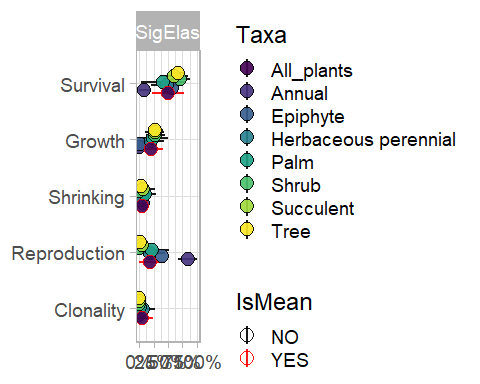 SigElas
Survival
Growth
Shrinking
Reproduction
Clonality
Taxa
All_plants
Annual
Epiphyte
Herbaceous perennial
Palm
Shrub
Succulent
Tree
IsMean
NO
YES